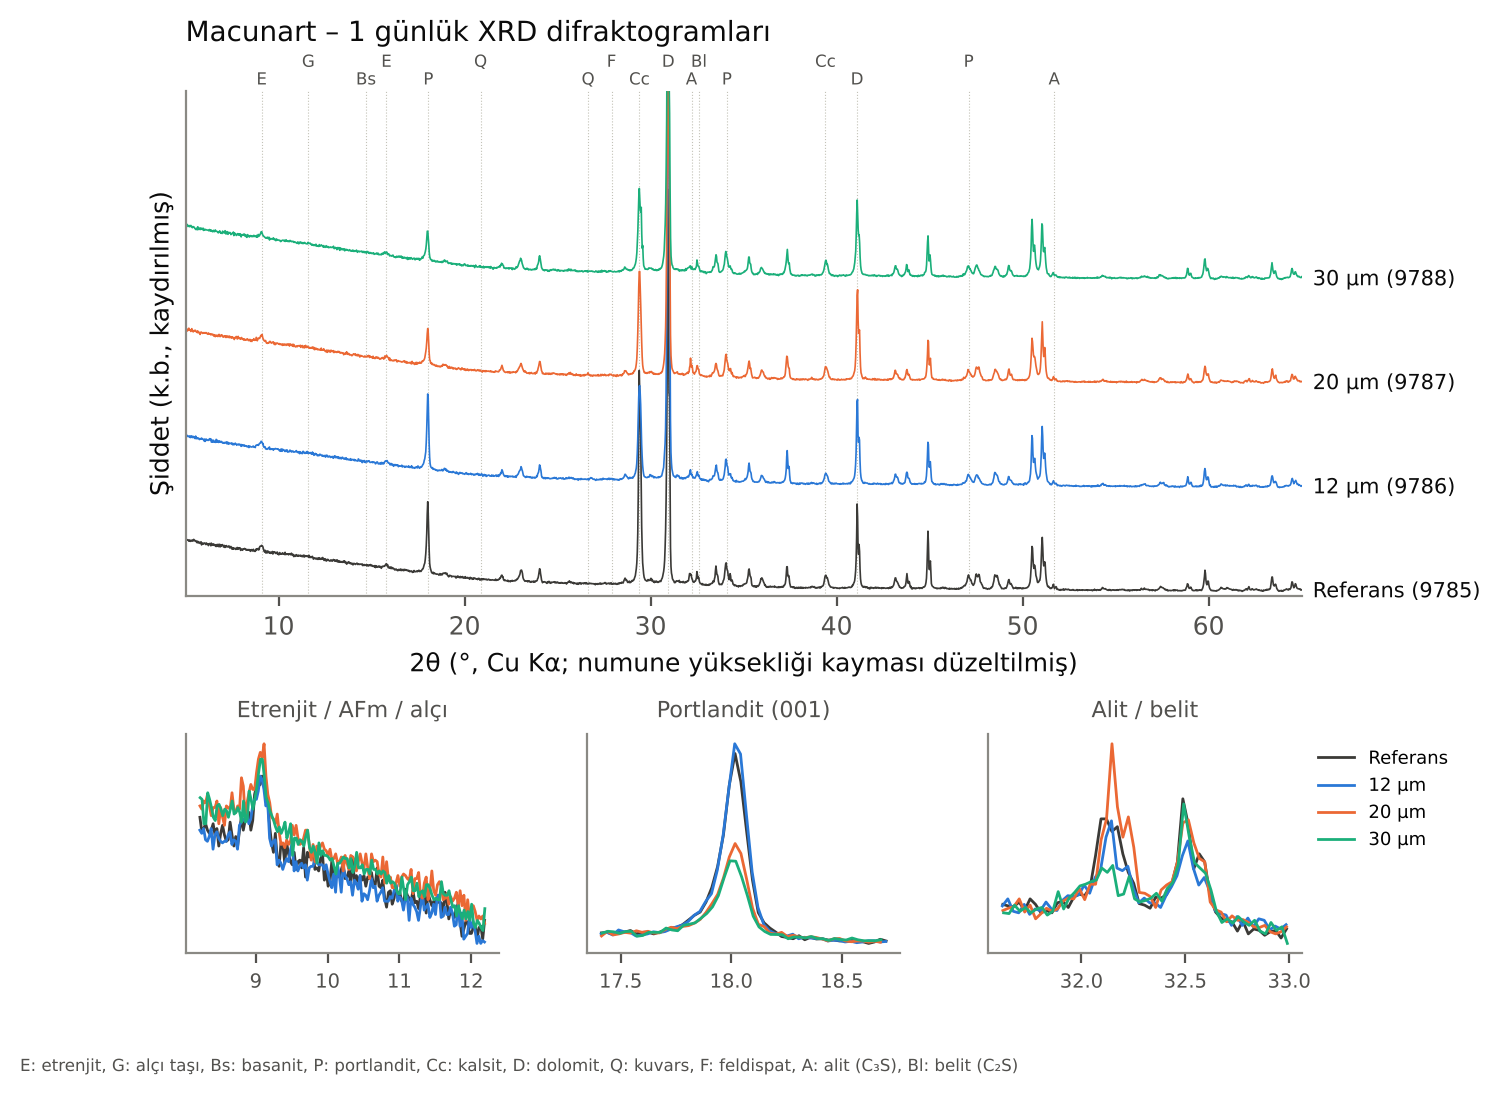 Macunart – 1 günlük XRD difraktogramları
G E Q F D Bl Cc P
E Bs P Q Cc A P D A
Şiddet (k.b., kaydırılmış)
30 µm (9788)
20 µm (9787)
12 µm (9786)
Referans (9785)
10 20 30 40 50 60
2θ (°, Cu Kα; numune yüksekliği kayması düzeltilmiş)
Etrenjit / AFm / alçı
9 10 11 12
Portlandit (001)
17.5 18.0 18.5
Alit / belit
32.0 32.5 33.0
Referans
12 µm
20 µm
30 µm
E: etrenjit, G: alçı taşı, Bs: basanit, P: portlandit, Cc: kalsit, D: dolomit, Q: kuvars, F: feldispat, A: alit (C₃S), Bl: belit (C₂S)